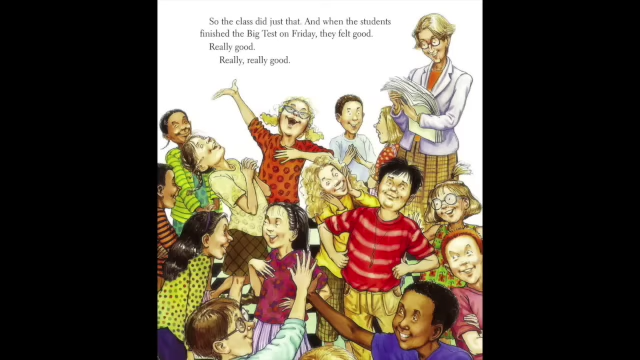 So the class did just that. And when the students
finished the Big Test on Friday, they felt good.
Really good.
Really, really good.